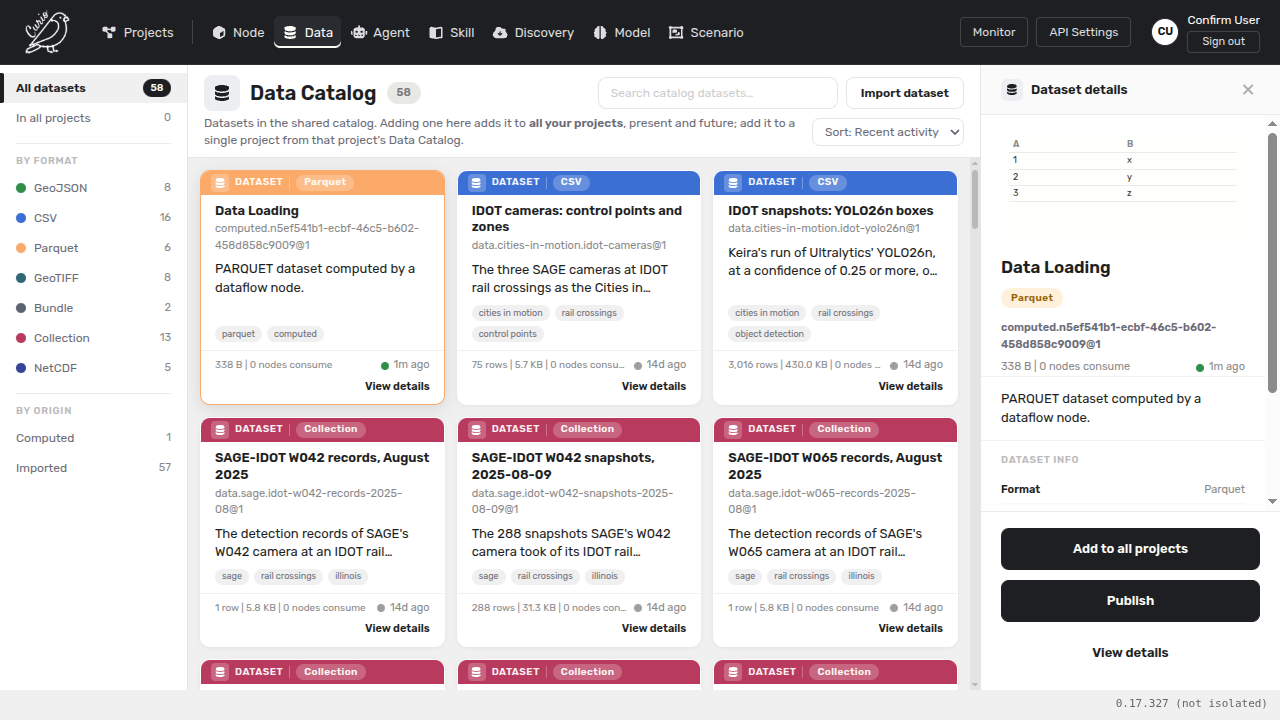 Curio
Projects
Node
Data
Agent
Skill
Discovery
Model
Scenario
Monitor
API Settings
CU
Confirm User
Sign out
All datasets 58
In all projects 0
BY FORMAT
GeoJSON 8
CSV 16
Parquet 6
GeoTIFF 8
Bundle 2
Collection 13
NetCDF 5
BY ORIGIN
Computed 1
Imported 57
Data Catalog 58
Search catalog datasets...
Import dataset
Datasets in the shared catalog. Adding one here adds it to all your projects, present and future; add it to a
single project from that project's Data Catalog.
Sort: Recent activity
DATASET Parquet
Data Loading
computed.n5ef541b1-ecbf-46c5-b602-
458d858c9009@1
PARQUET dataset computed by a
dataflow node.
parquet computed
338 B | 0 nodes consume 1m ago
View details
DATASET CSV
IDOT cameras: control points and
zones
data.cities-in-motion.idot-cameras@1
The three SAGE cameras at IDOT
rail crossings as the Cities in...
cities in motion rail crossings
control points
75 rows | 5.7 KB | 0 nodes consu... 14d ago
View details
DATASET CSV
IDOT snapshots: YOLO26n boxes
data.cities-in-motion.idot-yolo26n@1
Keira's run of Ultralytics' YOLO26n,
at a confidence of 0.25 or more, o...
cities in motion rail crossings
object detection
3,016 rows | 430.0 KB | 0 nodes ... 14d ago
View details
DATASET Collection
SAGE-IDOT W042 records, August
2025
data.sage.idot-w042-records-2025-
08@1
The detection records of SAGE's
W042 camera at an IDOT rail...
sage rail crossings illinois
1 row | 5.8 KB | 0 nodes consume 14d ago
View details
DATASET Collection
SAGE-IDOT W042 snapshots,
2025-08-09
data.sage.idot-w042-snapshots-2025-
08-09@1
The 288 snapshots SAGE's W042
camera took of its IDOT rail...
sage rail crossings illinois
288 rows | 31.3 KB | 0 nodes con... 14d ago
View details
DATASET Collection
SAGE-IDOT W065 records, August
2025
data.sage.idot-w065-records-2025-
08@1
The detection records of SAGE's
W065 camera at an IDOT rail...
sage rail crossings illinois
1 row | 5.8 KB | 0 nodes consume 14d ago
View details
DATASET Collection
DATASET Collection
DATASET Collection
Dataset details
A B
1 x
2 y
3 z
Data Loading
Parquet
computed.n5ef541b1-ecbf-46c5-b602-
458d858c9009@1
338 B | 0 nodes consume 1m ago
PARQUET dataset computed by a
dataflow node.
DATASET INFO
Format Parquet
Add to all projects
Publish
View details
0.17.327 (not isolated)